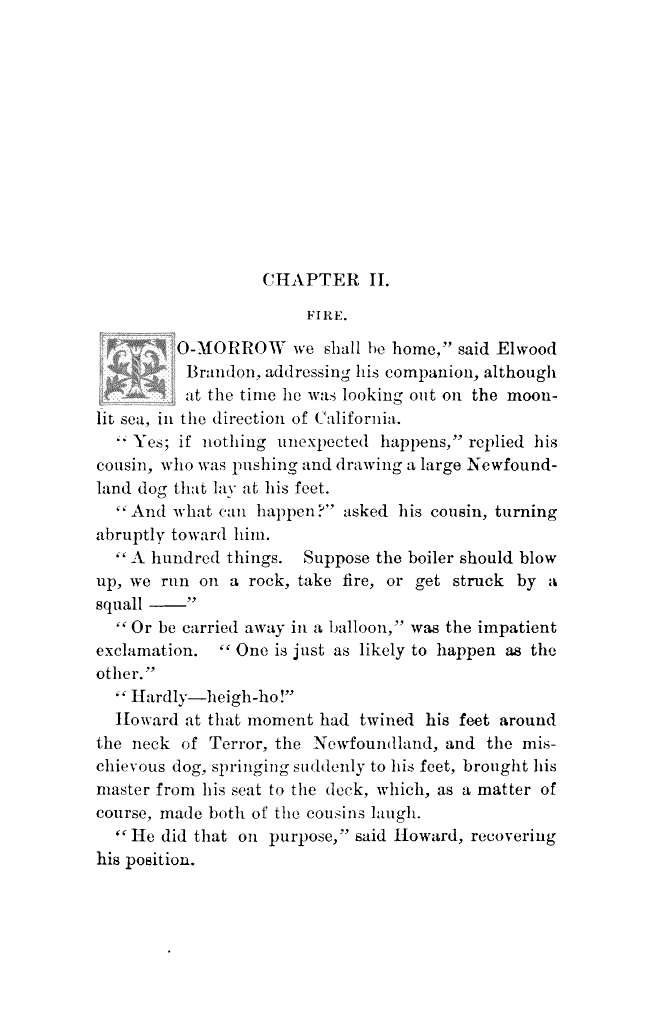 CHAPTER II.
FIRE.
TO-MORROW we shall be home," said Elwood
Brandon, addressing his companion, although
at the time he was looking out on the moon-
lit sea, in the direction of California.
"Yes; if nothing unexpected happens," replied his
cousin, who was pushing and drawing a large Newfound-
land dog that lay at his feet.
"And what can happen?" asked his cousin, turning
abruptly toward him.
"A hundred things. Suppose the boiler should blow
up, we run on a rock, take fire, or get struck by a
squall ——"
"Or be carried away in a balloon," was the impatient
exclamation. "One is just as likely to happen as the
other."
"Hardly—heigh-ho!"
Howard at that moment had twined his feet around
the neck of Terror, the Newfoundland, and the mis-
chievous dog, springing suddenly to his feet, brought his
master from his seat to the deck, which, as a matter of
course, made both of the cousins laugh.
"He did that on purpose," said Howard, recovering
his position.